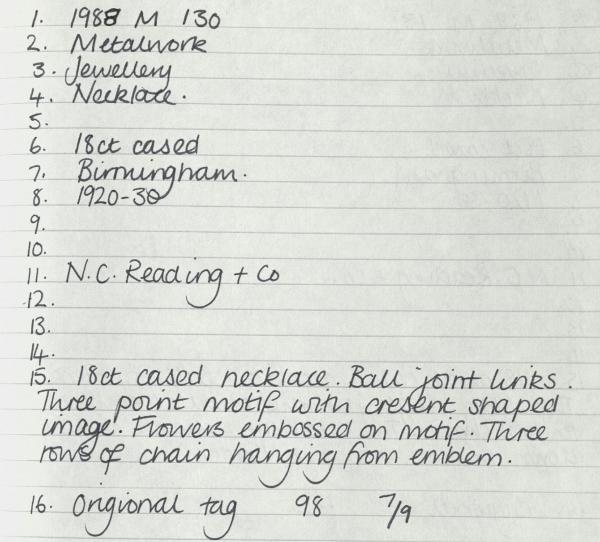 1. 1988 M 130
2. Metalwork
3. Jewellery
4. Necklace.
5.
6. 18ct cased
7. Birmingham.
8. 1920-30
9.
10.
11. N.C. Reading + Co
12.
13.
14.
15. 18ct cased necklace. Ball joint links.
Three point motif with cresent shaped
image. Flowers embossed on motif. Three
rows of chain hanging from emblem.
16. Origional tag 98 7/9